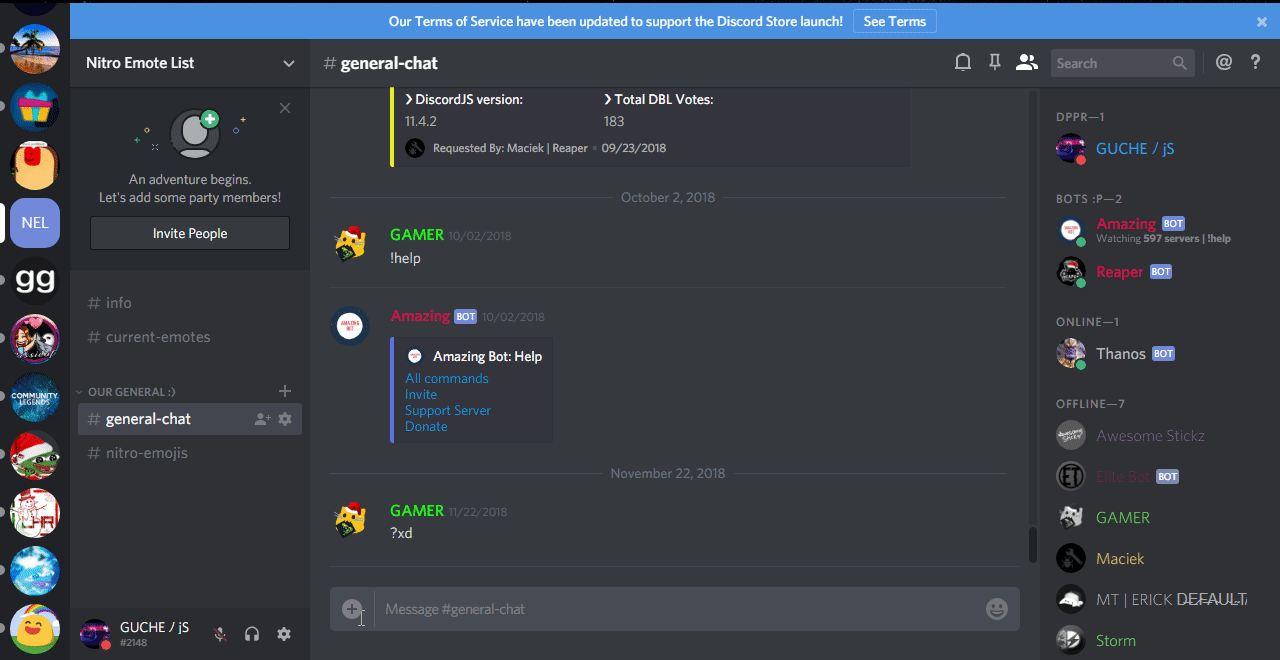 Our Terms of Service have been updated to support the Discord Store launch! See Terms
Nitro Emote List
An adventure begins.
Let's add some party members!
Invite People
# info
# current-emotes
OUR GENERAL :)
# general-chat
# nitro-emojis
GUCHE / jS
#2148
NEL
gg
COMMUNITY
LEGENDS
# general-chat
Search
DiscordJS version:
11.4.2
Total DBL Votes:
183
Requested By: Maciek | Reaper • 09/23/2018
October 2, 2018
GAMER 10/02/2018
!help
Amazing BOT 10/02/2018
AMAZING
BOT
Amazing Bot: Help
All commands
Invite
Support Server
Donate
November 22, 2018
GAMER 11/22/2018
?xd
Message #general-chat
DPPR—1
GUCHE / jS
BOTS :P—2
Amazing BOT
Watching 597 servers | !help
Reaper BOT
ONLINE—1
Thanos BOT
OFFLINE—7
Awesome Stickz
Elite Bot BOT
GAMER
Maciek
MT | ERICK DEFAULT
Storm